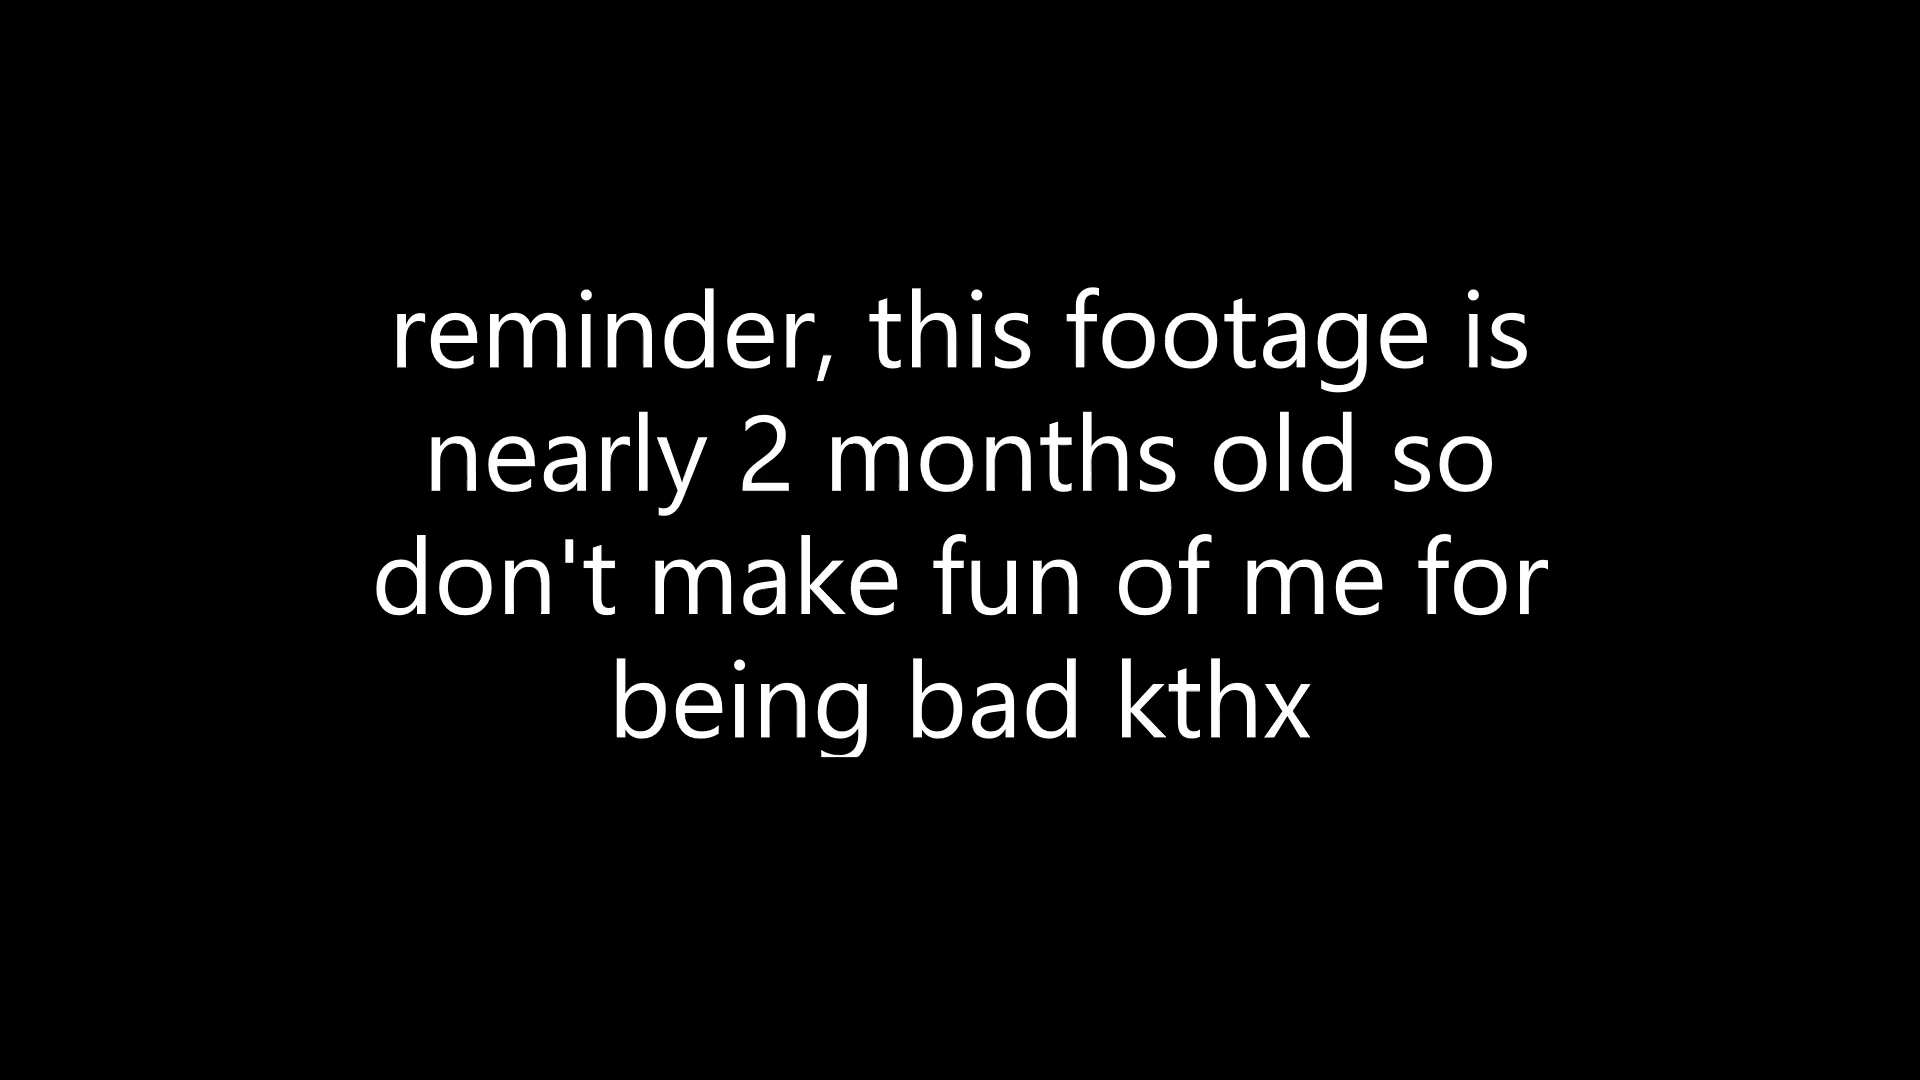 reminder, this footage is
nearly 2 months old so
don't make fun of me for
being bad kthx